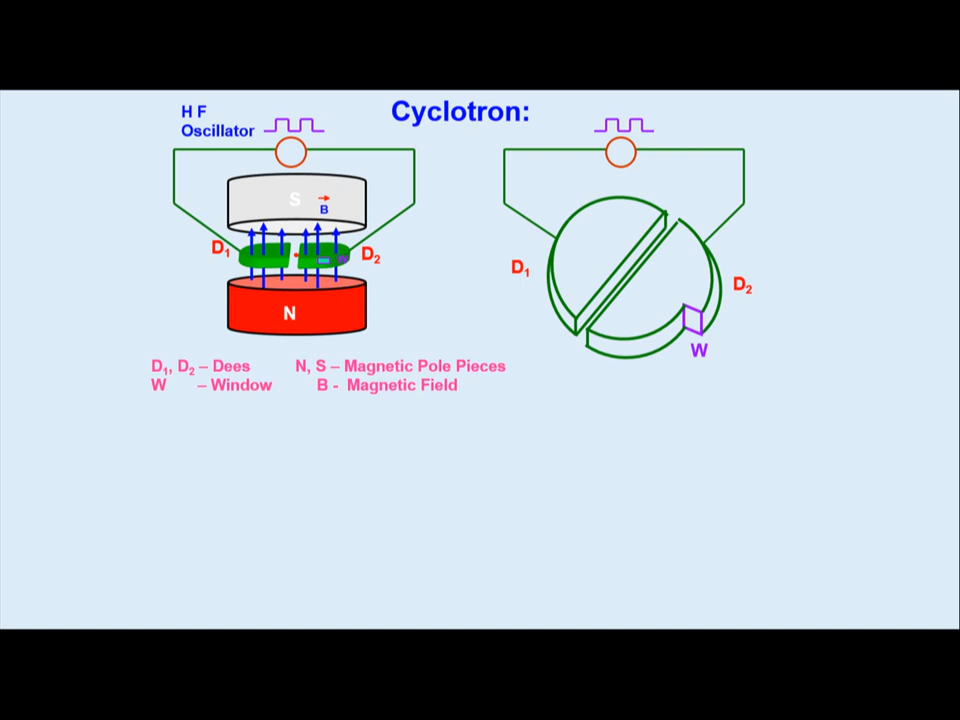 Cyclotron:
H F
Oscillator
S
B
D1
D2
W
N
D1
D2
W
D1, D2 – Dees N, S – Magnetic Pole Pieces
W – Window B - Magnetic Field